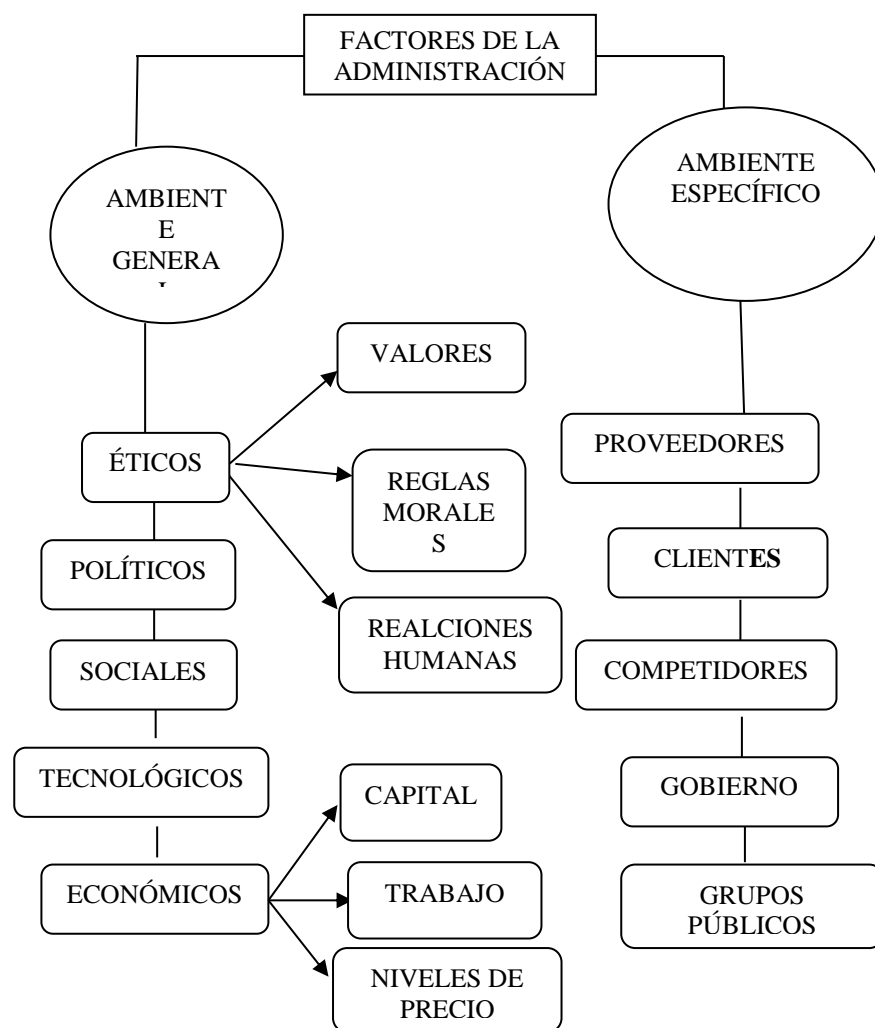 FACTORES DE LA
ADMINISTRACIÓN
AMBIENT
E
GENERA
AMBIENTE
ESPECÍFICO
VALORES
ÉTICOS
REGLAS
MORALE
S
POLÍTICOS
REALCIONES
HUMANAS
SOCIALES
TECNOLÓGICOS
CAPITAL
ECONÓMICOS
TRABAJO
NIVELES DE
PRECIO
PROVEEDORES
CLIENTES
COMPETIDORES
GOBIERNO
GRUPOS
PÚBLICOS